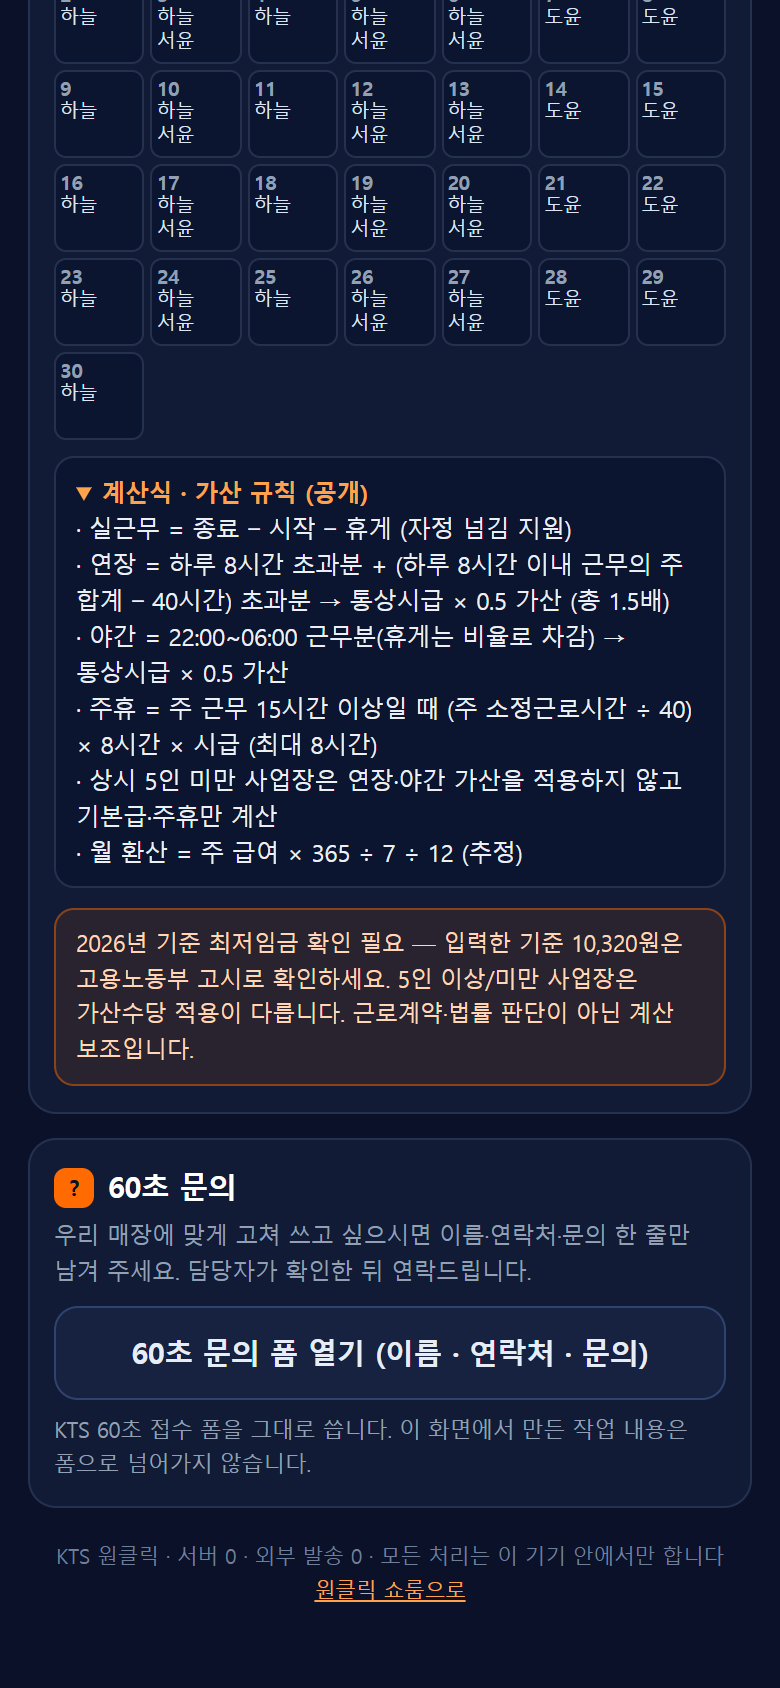 하늘
하늘
서윤
하늘
하늘
서윤
하늘
서윤
도윤
도윤
9
하늘
10
하늘
서윤
11
하늘
12
하늘
서윤
13
하늘
서윤
14
도윤
15
도윤
16
하늘
17
하늘
서윤
18
하늘
19
하늘
서윤
20
하늘
서윤
21
도윤
22
도윤
23
하늘
24
하늘
서윤
25
하늘
26
하늘
서윤
27
하늘
서윤
28
도윤
29
도윤
30
하늘
▼ 계산식 · 가산 규칙 (공개)
· 실근무 = 종료 − 시작 − 휴게 (자정 넘김 지원)
· 연장 = 하루 8시간 초과분 + (하루 8시간 이내 근무의 주
합계 − 40시간) 초과분 → 통상시급 × 0.5 가산 (총 1.5배)
· 야간 = 22:00~06:00 근무분(휴게는 비율로 차감) →
통상시급 × 0.5 가산
· 주휴 = 주 근무 15시간 이상일 때 (주 소정근로시간 ÷ 40)
× 8시간 × 시급 (최대 8시간)
· 상시 5인 미만 사업장은 연장·야간 가산을 적용하지 않고
기본급·주휴만 계산
· 월 환산 = 주 급여 × 365 ÷ 7 ÷ 12 (추정)
2026년 기준 최저임금 확인 필요 — 입력한 기준 10,320원은
고용노동부 고시로 확인하세요. 5인 이상/미만 사업장은
가산수당 적용이 다릅니다. 근로계약·법률 판단이 아닌 계산
보조입니다.
? 60초 문의
우리 매장에 맞게 고쳐 쓰고 싶으시면 이름·연락처·문의 한 줄만
남겨 주세요. 담당자가 확인한 뒤 연락드립니다.
60초 문의 폼 열기 (이름 · 연락처 · 문의)
KTS 60초 접수 폼을 그대로 씁니다. 이 화면에서 만든 작업 내용은
폼으로 넘어가지 않습니다.
KTS 원클릭 · 서버 0 · 외부 발송 0 · 모든 처리는 이 기기 안에서만 합니다
원클릭 쇼룸으로